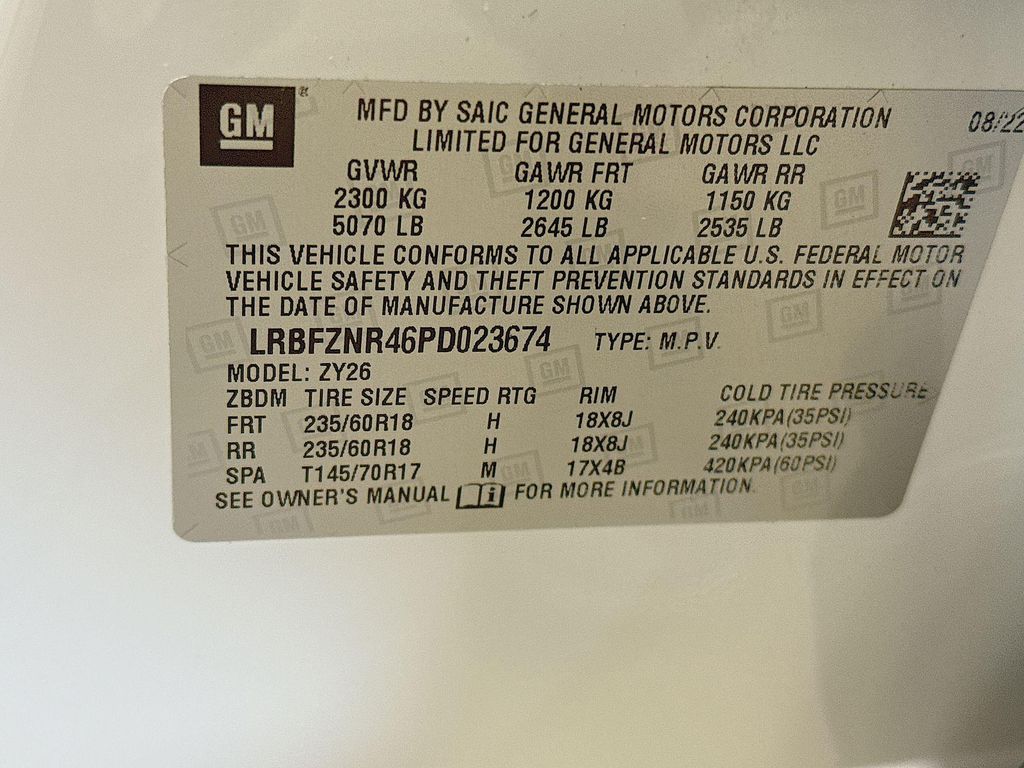 GM®
MFD BY SAIC GENERAL MOTORS CORPORATION
08/22
LIMITED FOR GENERAL MOTORS LLC
GVWR GAWR FRT GAWR RR
2300 KG 1200 KG 1150 KG
5070 LB 2645 LB 2535 LB
THIS VEHICLE CONFORMS TO ALL APPLICABLE U.S. FEDERAL MOTOR
VEHICLE SAFETY AND THEFT PREVENTION STANDARDS IN EFFECT ON
THE DATE OF MANUFACTURE SHOWN ABOVE.
LRBFZNR46PD023674 TYPE: M.P.V.
MODEL: ZY26
ZBDM TIRE SIZE SPEED RTG RIM COLD TIRE PRESSURE
FRT 235/60R18 H 18X8J 240KPA(35PSI)
RR 235/60R18 H 18X8J 240KPA(35PSI)
SPA T145/70R17 M 17X4B 420KPA(60PSI)
SEE OWNER'S MANUAL FOR MORE INFORMATION.